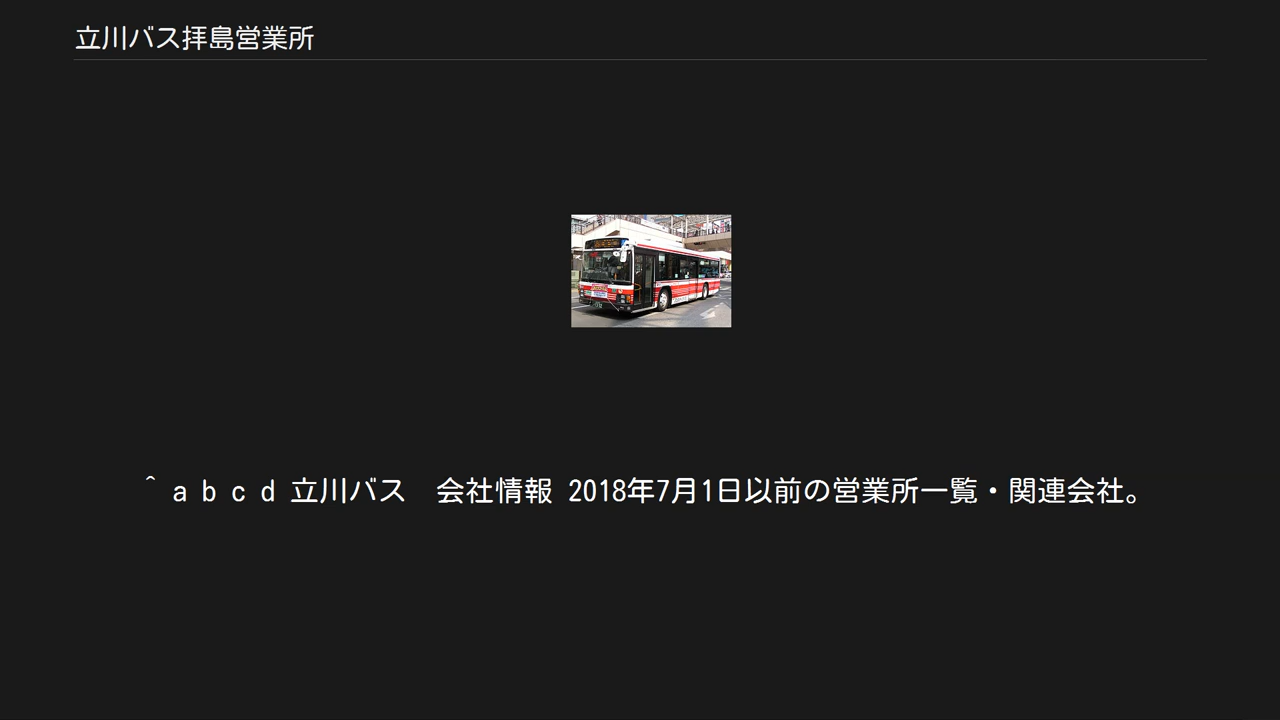 立川バス拝島営業所
^ a b c d 立川バス　会社情報 2018年7月1日以前の営業所一覧・関連会社。